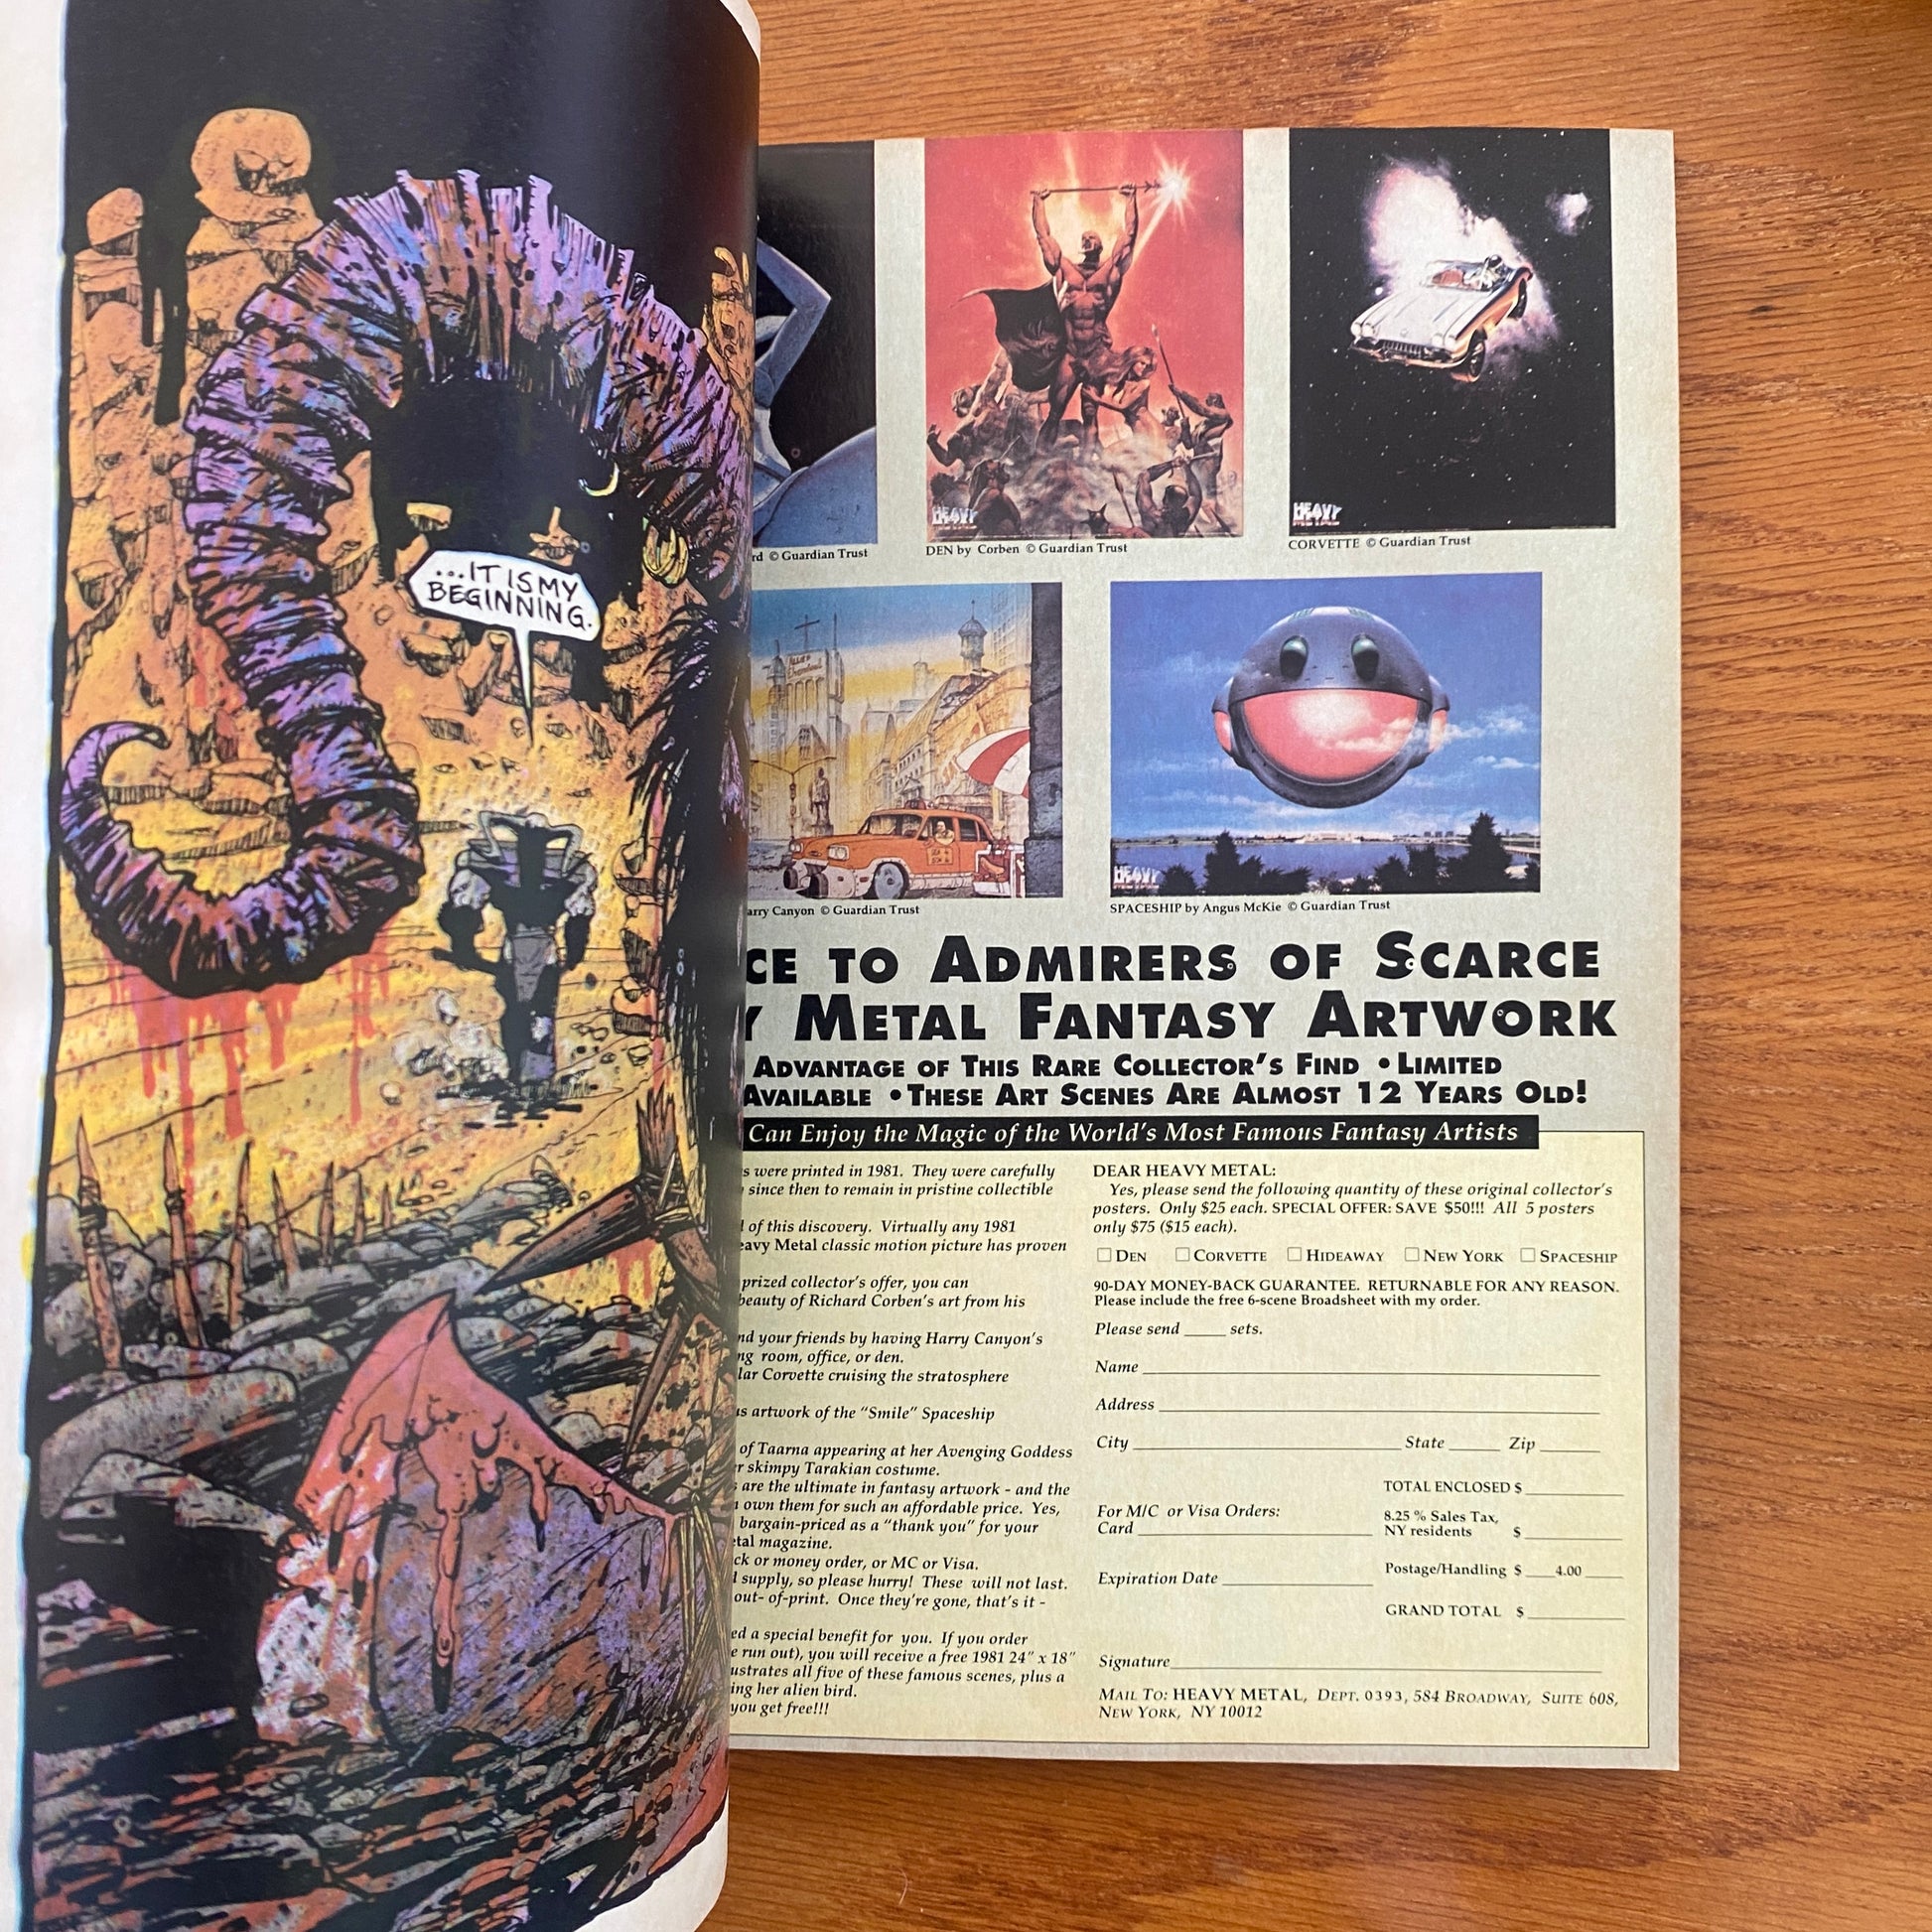 ...IT IS MY
BEGINNING.
© Guardian Trust
DEN by Corben © Guardian Trust
HEAVY
CORVETTE © Guardian Trust
HEAVY
Canyon © Guardian Trust
SPACESHIP by Angus McKie © Guardian Trust
HEAVY
CE TO ADMIRERS OF SCARCE
Y METAL FANTASY ARTWORK
ADVANTAGE OF THIS RARE COLLECTOR'S FIND • LIMITED
AVAILABLE • THESE ART SCENES ARE ALMOST 12 YEARS OLD!
Can Enjoy the Magic of the World's Most Famous Fantasy Artists
s were printed in 1981. They were carefully
since then to remain in pristine collectible
of this discovery. Virtually any 1981
eavy Metal classic motion picture has proven
prized collector's offer, you can
beauty of Richard Corben's art from his
nd your friends by having Harry Canyon's
ng room, office, or den.
lar Corvette cruising the stratosphere
us artwork of the "Smile" Spaceship
of Taarna appearing at her Avenging Goddess
r skimpy Tarakian costume.
are the ultimate in fantasy artwork - and the
own them for such an affordable price. Yes,
bargain-priced as a "thank you" for your
etal magazine.
ck or money order, or MC or Visa.
supply, so please hurry! These will not last.
out- of-print. Once they're gone, that's it -
ed a special benefit for you. If you order
e run out), you will receive a free 1981 24" x 18"
ustrates all five of these famous scenes, plus a
ing her alien bird.
you get free!!!
DEAR HEAVY METAL:
Yes, please send the following quantity of these original collector's
posters. Only $25 each. SPECIAL OFFER: SAVE $50!!! All 5 posters
only $75 ($15 each).
☐ DEN ☐ CORVETTE ☐ HIDEAWAY ☐ NEW YORK ☐ SPACESHIP
90-DAY MONEY-BACK GUARANTEE. RETURNABLE FOR ANY REASON.
Please include the free 6-scene Broadsheet with my order.
Please send _____ sets.
Name
Address
City State Zip
TOTAL ENCLOSED $
For M/C or Visa Orders:
Card
8.25 % Sales Tax,
NY residents $
Postage/Handling $ 4.00
Expiration Date
GRAND TOTAL $
Signature
MAIL TO: HEAVY METAL, DEPT. 0393, 584 BROADWAY, SUITE 608,
NEW YORK, NY 10012